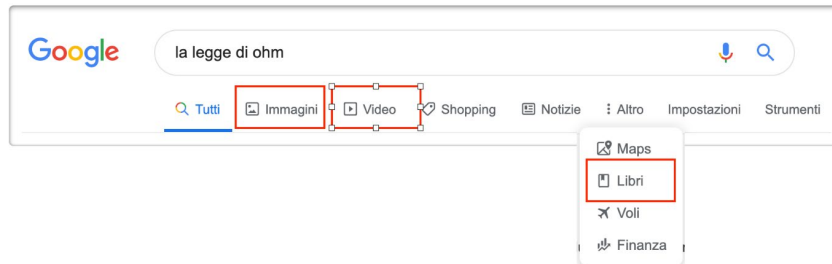 Google
la legge di ohm
Tutti Immagini Video Shopping Notizie Altro Impostazioni Strumenti
Maps
Libri
Voli
Finanza